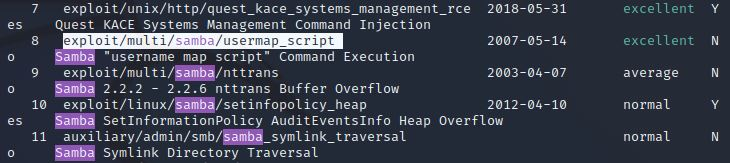 7 exploit/unix/http/quest_kace_systems_management_rce 2018-05-31 excellent Y
es Quest KACE Systems Management Command Injection
8 exploit/multi/samba/usermap_script 2007-05-14 excellent N
o Samba "username map script" Command Execution
9 exploit/multi/samba/nttrans 2003-04-07 average N
o Samba 2.2.2 - 2.2.6 nttrans Buffer Overflow
10 exploit/linux/samba/setinfopolicy_heap 2012-04-10 normal Y
es Samba SetInformationPolicy AuditEventsInfo Heap Overflow
11 auxiliary/admin/smb/samba_symlink_traversal normal N
o Samba Symlink Directory Traversal